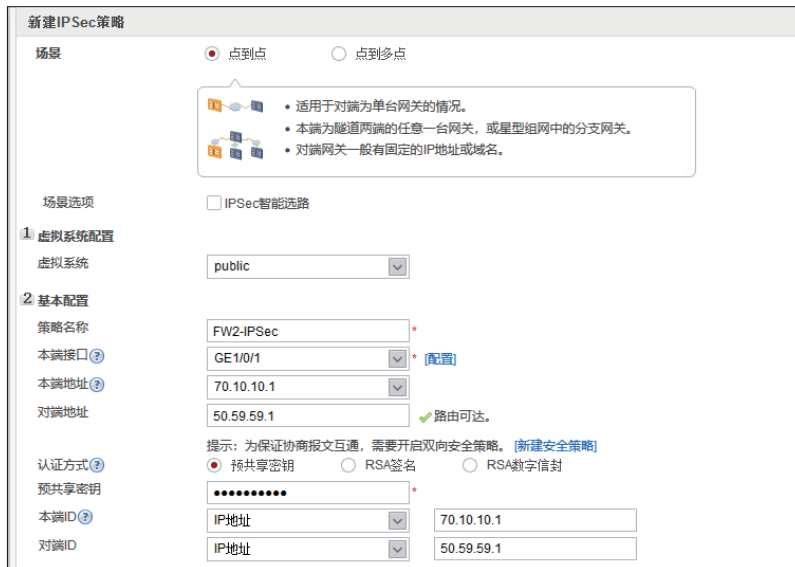 新建IPSec策略
场景 点到点 点到多点
• 适用于对端为单台网关的情况。
• 本端为隧道两端的任意一台网关，或星型组网中的分支网关。
• 对端网关一般有固定的IP地址或域名。
场景选项 IPSec智能选路
1 虚拟系统配置
虚拟系统 public
2 基本配置
策略名称 FW2-IPSec *
本端接口? GE1/0/1 * [配置]
本端地址? 70.10.10.1
对端地址 50.59.59.1 路由可达。
提示：为保证协商报文互通，需要开启双向安全策略。 [新建安全策略]
认证方式? 预共享密钥 RSA签名 RSA数字信封
预共享密钥 ●●●●●●●●●● *
本端ID? IP地址 70.10.10.1
对端ID IP地址 50.59.59.1